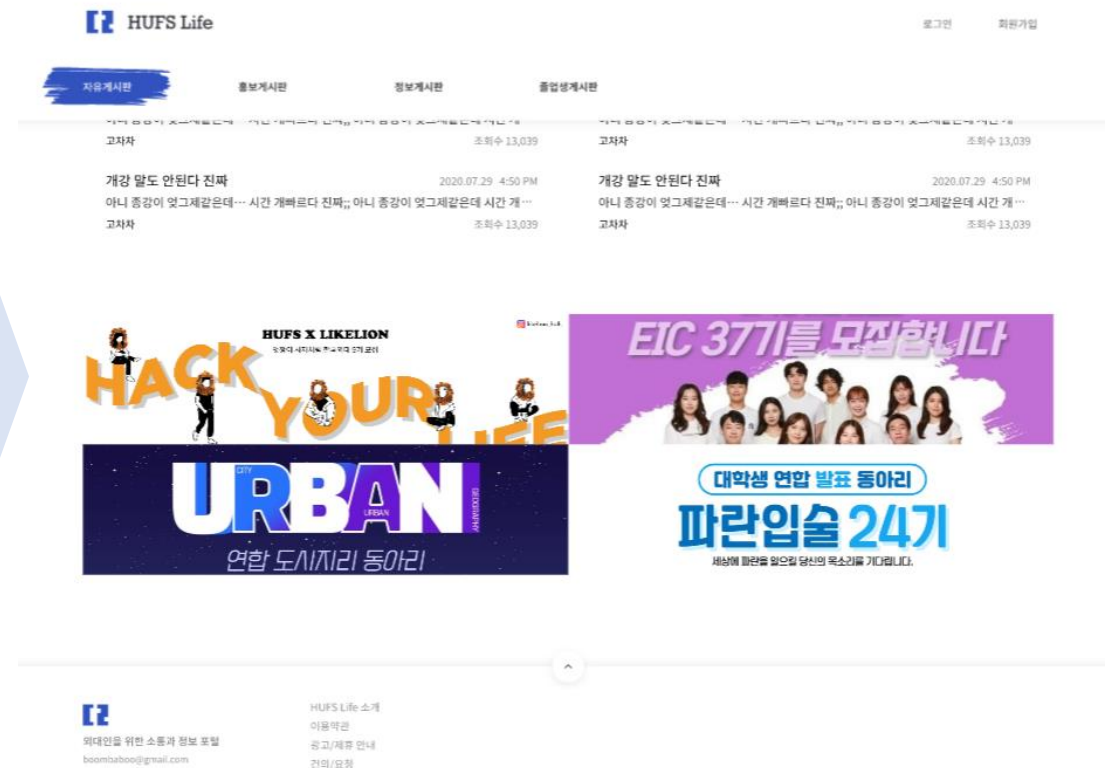 HUFS Life
로그인 회원가입
자유게시판 홍보게시판 정보게시판 졸업생게시판
고차차 조회수 13,039 고차차 조회수 13,039
개강 말도 안된다 진짜 2020.07.29 4:50 PM 개강 말도 안된다 진짜 2020.07.29 4:50 PM
아니 종강이 엊그제같은데… 시간 개빠르다 진짜;; 아니 종강이 엊그제같은데 시간 개… 아니 종강이 엊그제같은데… 시간 개빠르다 진짜;; 아니 종강이 엊그제같은데 시간 개…
고차차 조회수 13,039 고차차 조회수 13,039
HUFS X LIKELION
HACK
YOUR
LIFE
EIC 37기를 모집합니다
CITY
URBAN
URBAN
GEOGRAPHY
연합 도시지리 동아리
대학생 연합 발표 동아리
파란입술 24기
세상에 파란을 일으킬 당신의 목소리를 기다립니다.
외대인을 위한 소통과 정보 포털
boombaboo@gmail.com
HUFS Life 소개
이용약관
광고/제휴 안내
건의/요청